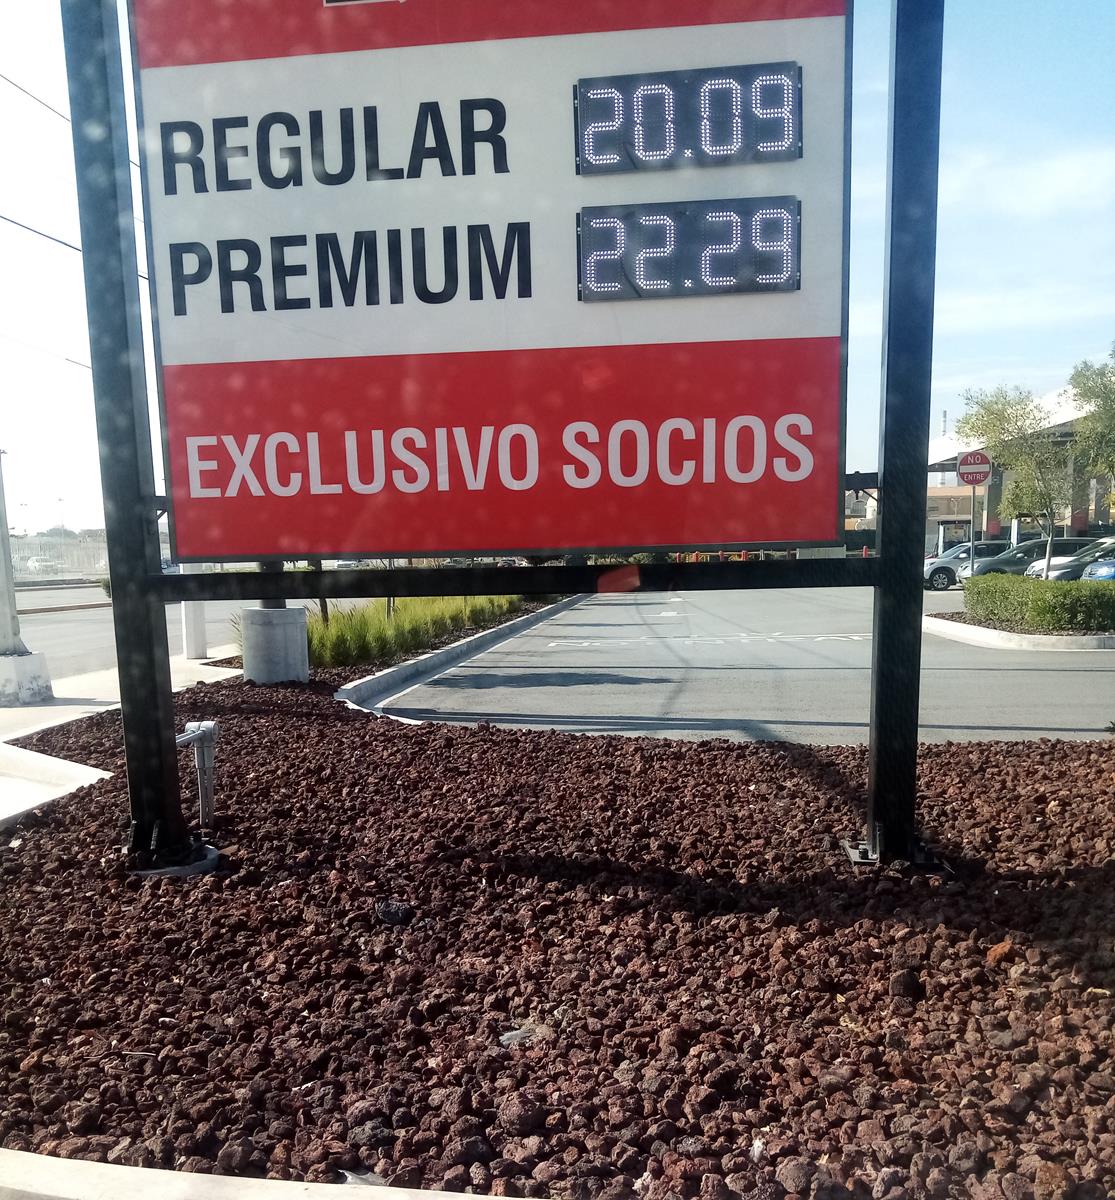 REGULAR 20.09
PREMIUM 22.29
EXCLUSIVO SOCIOS
NO
ENTRE